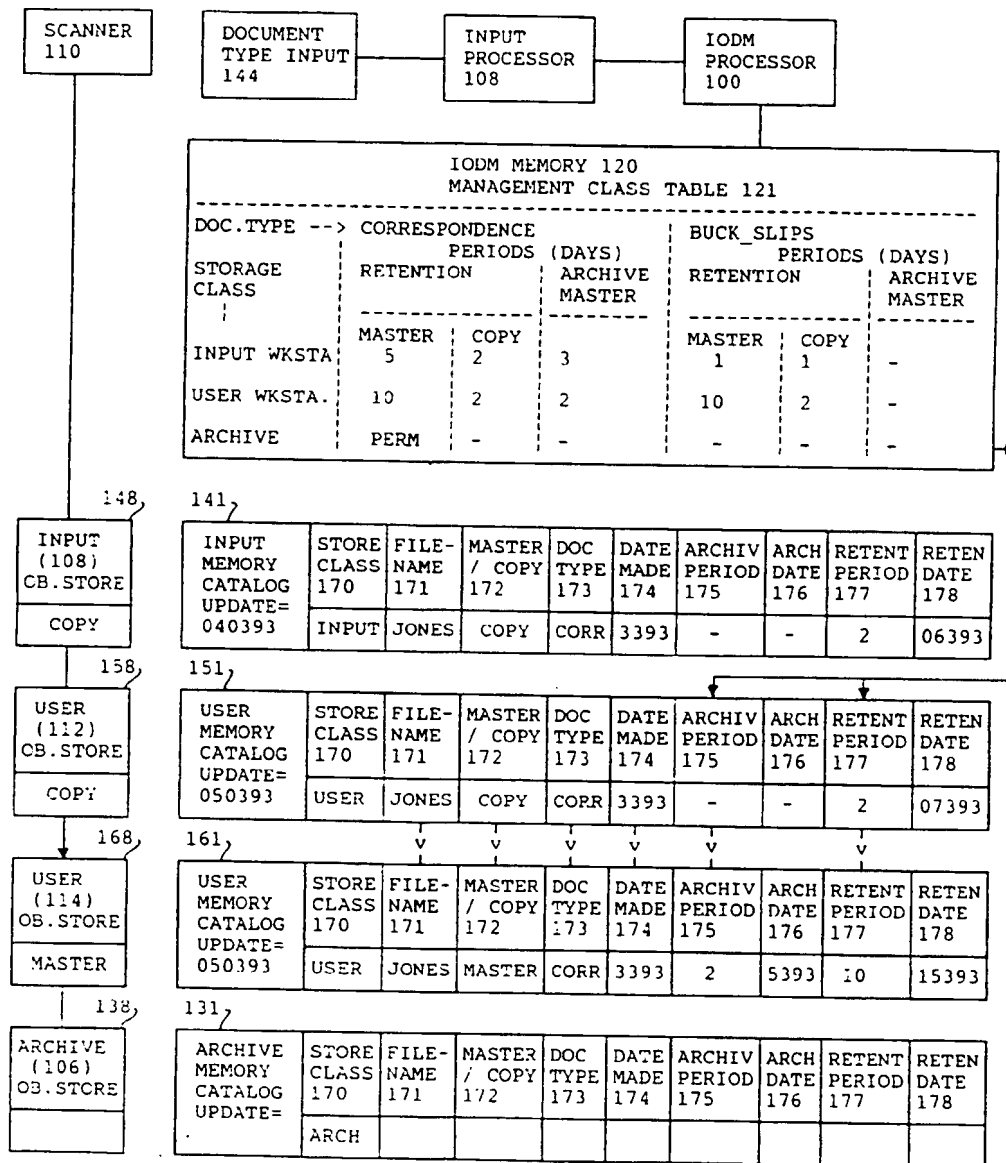 SCANNER
110
DOCUMENT
TYPE INPUT
144
INPUT
PROCESSOR
108
IODM
PROCESSOR
100
IODM MEMORY 120
MANAGEMENT CLASS TABLE 121
DOC.TYPE --> CORRESPONDENCE BUCK_SLIPS
PERIODS (DAYS) PERIODS (DAYS)
STORAGE RETENTION ARCHIVE RETENTION ARCHIVE
CLASS MASTER MASTER
MASTER COPY MASTER COPY
INPUT WKSTA 5 2 3 1 1 -
USER WKSTA. 10 2 2 10 2 -
ARCHIVE PERM - - - - -
148
INPUT
(108)
OB.STORE
COPY
141
INPUT STORE FILE- MASTER DOC DATE ARCHIV ARCH RETENT RETEN
MEMORY CLASS NAME / COPY TYPE MADE PERIOD DATE PERIOD DATE
CATALOG 170 171 172 173 174 175 176 177 178
UPDATE=
040393 INPUT JONES COPY CORR 3393 - - 2 06393
158
USER
(112)
OB.STORE
COPY
151
USER STORE FILE- MASTER DOC DATE ARCHIV ARCH RETENT RETEN
MEMORY CLASS NAME / COPY TYPE MADE PERIOD DATE PERIOD DATE
CATALOG 170 171 172 173 174 175 176 177 178
UPDATE=
050393 USER JONES COPY CORR 3393 - - 2 07393
168
USER
(114)
OB.STORE
MASTER
161
USER STORE FILE- MASTER DOC DATE ARCHIV ARCH RETENT RETEN
MEMORY CLASS NAME / COPY TYPE MADE PERIOD DATE PERIOD DATE
CATALOG 170 171 172 173 174 175 176 177 178
UPDATE=
050393 USER JONES MASTER CORR 3393 2 5393 10 15393
138
ARCHIVE
(106)
OB.STORE
131
ARCHIVE STORE FILE- MASTER DOC DATE ARCHIV ARCH RETENT RETEN
MEMORY CLASS NAME / COPY TYPE MADE PERIOD DATE PERIOD DATE
CATALOG 170 171 172 173 174 175 176 177 178
UPDATE=
ARCH